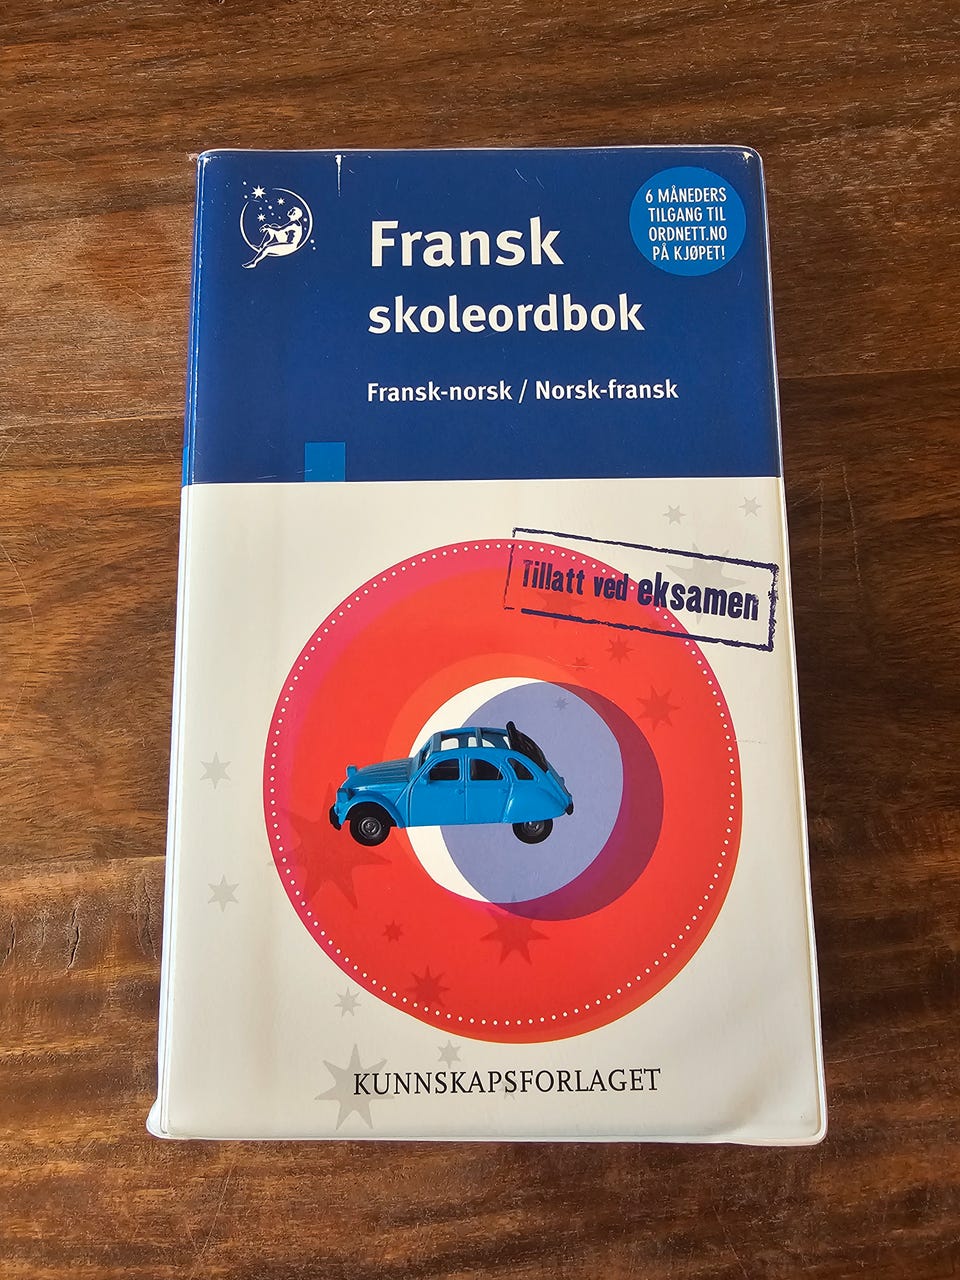 Fransk
skoleordbok
Fransk-norsk / Norsk-fransk
6 MÅNEDERS
TILGANG TIL
ORDNETT.NO
PÅ KJØPET!
Tillatt ved eksamen
KUNNSKAPSFORLAGET